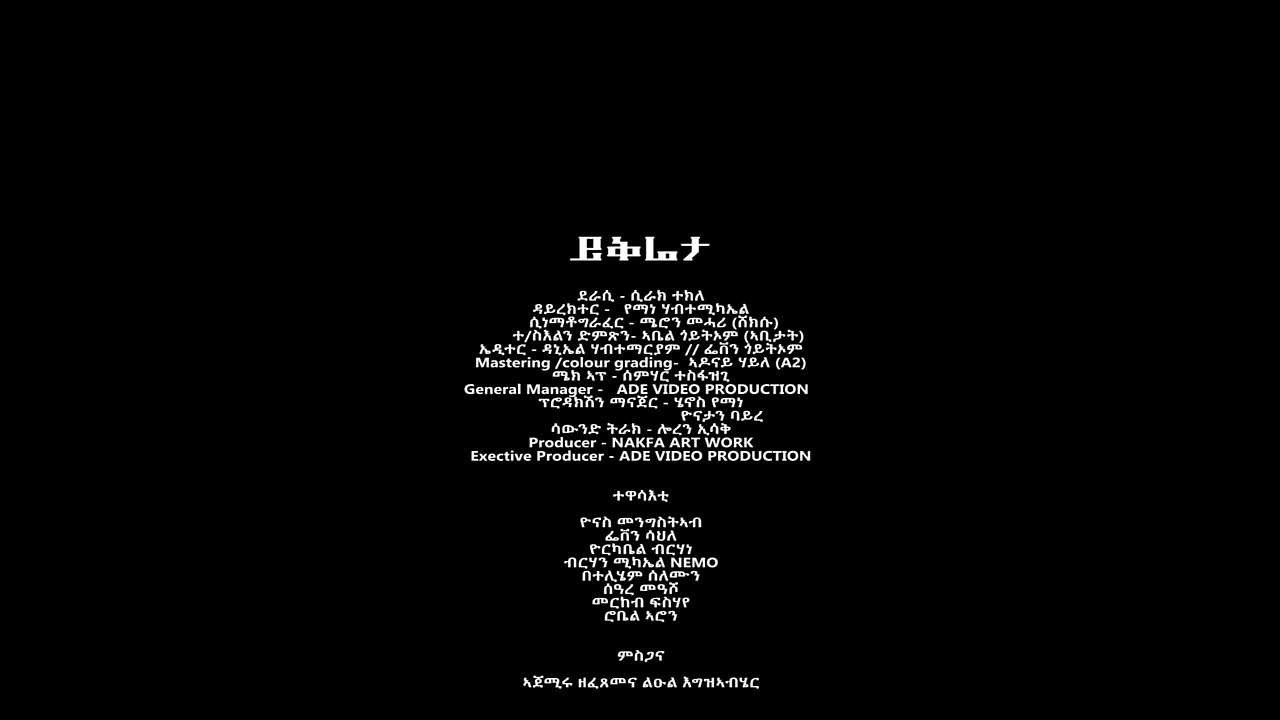 ይቅሬታ
ደራሲ - ሲራክ ተክለ
ዳይረክተር - የማነ ሃብተሚካኤል
ሲነማቶግራፈር - ሜሮን መሓሪ (ሽክሱ)
ተ/ስእልን ድምጽን- ኣቤል ጎይትኦም (ኣቢታት)
ኤዲተር - ዳኒኤል ሃብተማርያም // ፌቨን ጎይትኦም
Mastering /colour grading- ኣዶናይ ሃይለ (A2)
ሜክ ኣፕ - ሰምሃር ተስፋዝጊ
General Manager - ADE VIDEO PRODUCTION
ፕሮዳክሽን ማናጀር - ሄኖስ የማነ
ዮናታን ባይረ
ሳውንድ ትራክ - ሎረን ኢሳቅ
Producer - NAKFA ART WORK
Exective Producer - ADE VIDEO PRODUCTION
ተዋሳእቲ
ዮናስ መንግስትኣብ
ፌቨን ሳህለ
ዮርካቤል ብርሃነ
ብርሃን ሚካኤል NEMO
በተሊሄም ሰለሙን
ሰዓረ መዓሾ
መርከብ ፍስሃየ
ሮቤል ኣሮን
ምስጋና
ኣጀሚሩ ዘፈጸመና ልዑል እግዝኣብሄር